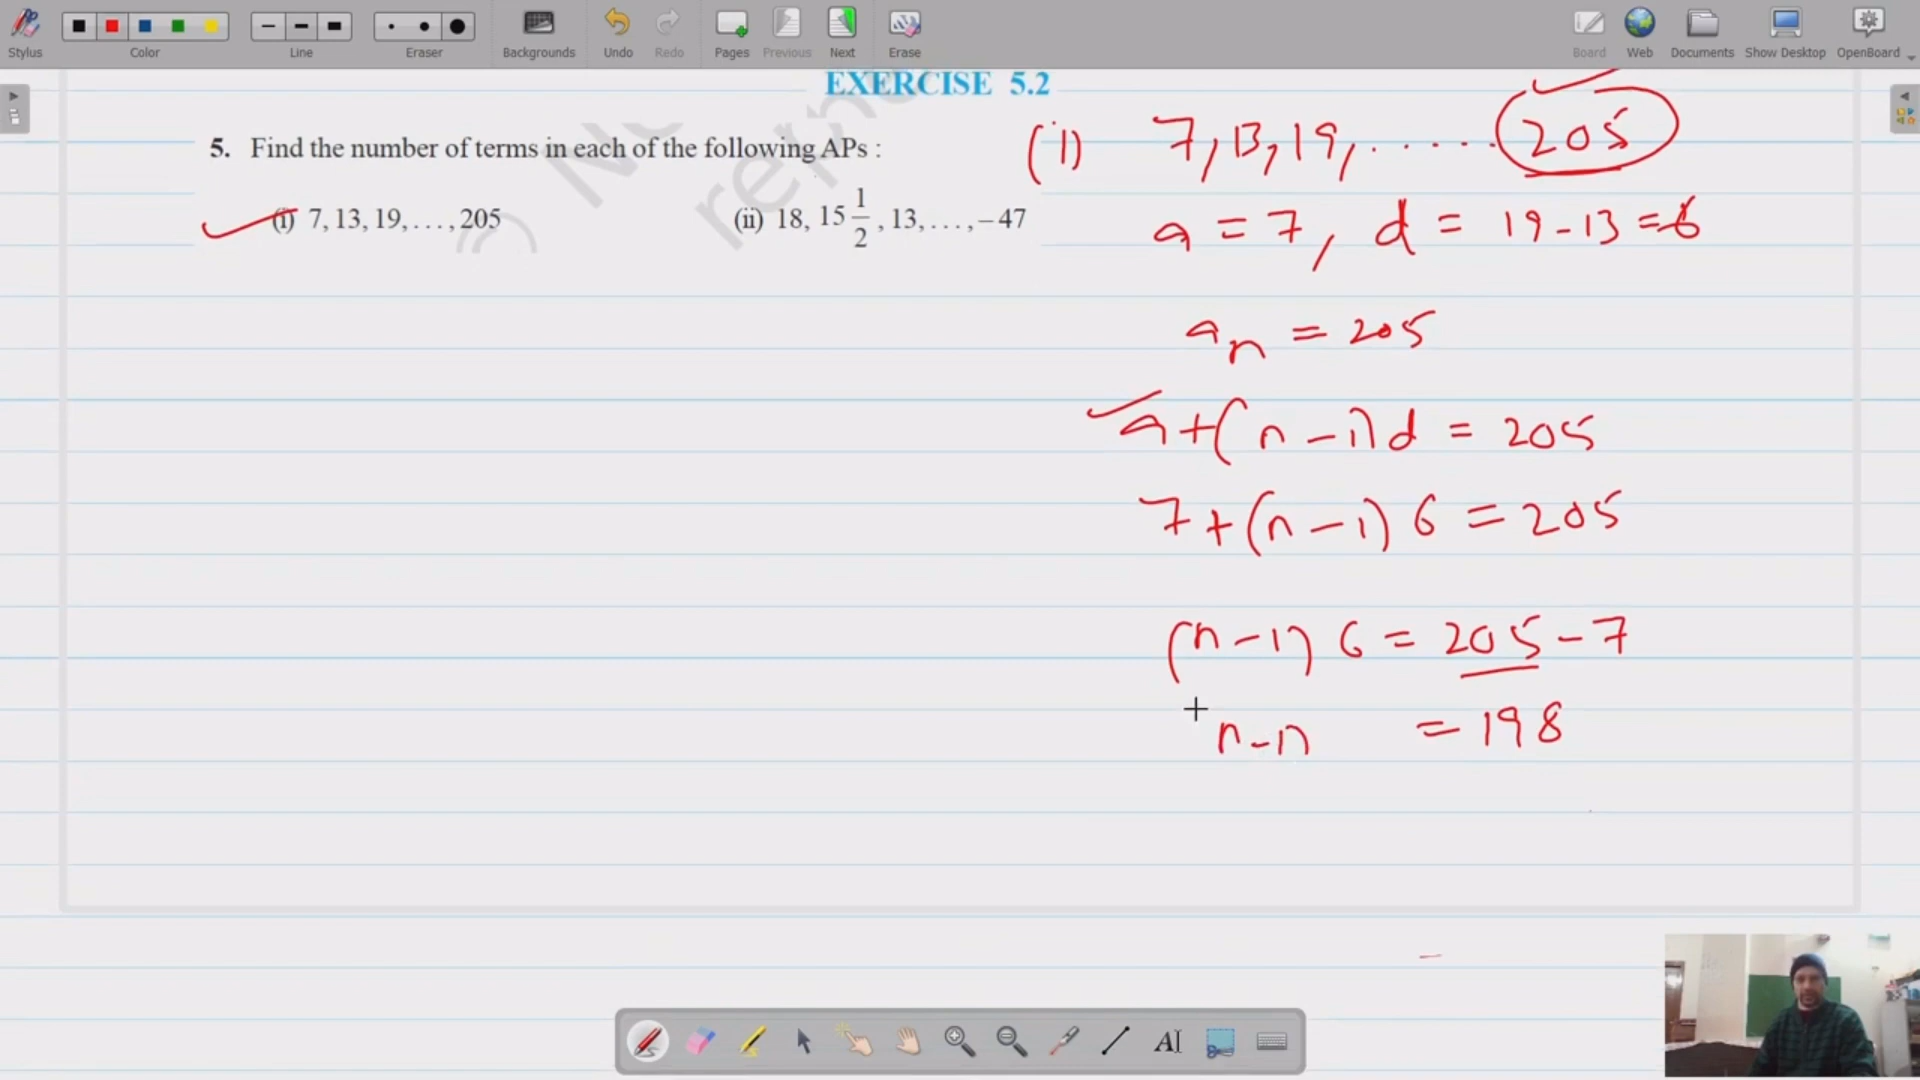 Stylus Color Line Eraser Backgrounds Undo Redo Pages Previous Next Erase Board Web Documents Show Desktop OpenBoard
EXERCISE 5.2
5. Find the number of terms in each of the following APs :
(i) 7, 13, 19, . . . , 205 (ii) 18, 15 1/2 , 13, . . . , – 47
(i) 7, 13, 19, ...... 205
a = 7, d = 19 - 13 = 6
aₙ = 205
a + (n - 1) d = 205
7 + (n - 1) 6 = 205
(n - 1) 6 = 205 - 7
n - 1) = 198